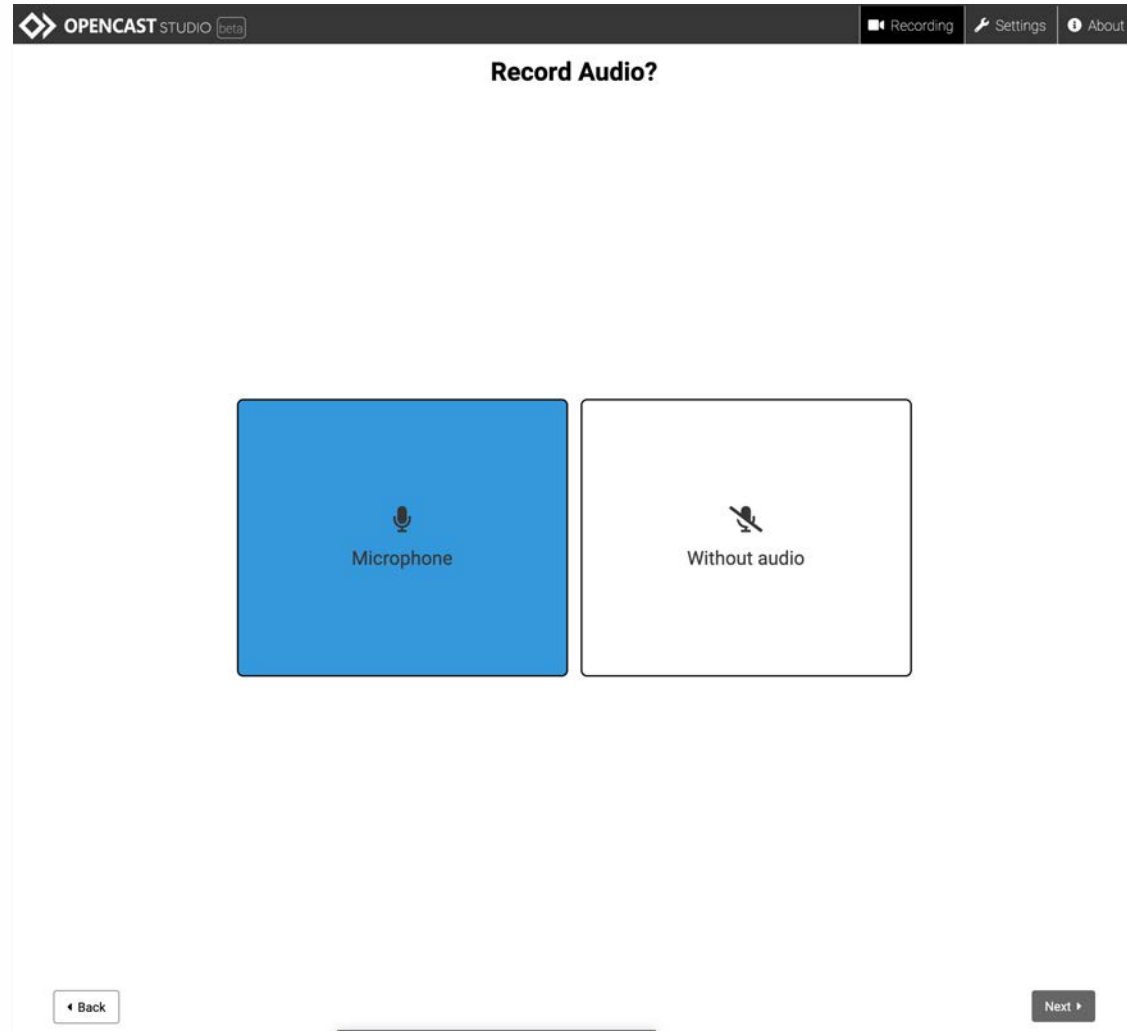 OPENCAST STUDIO beta
Recording
Settings
About
Record Audio?
Microphone
Without audio
Back
Next